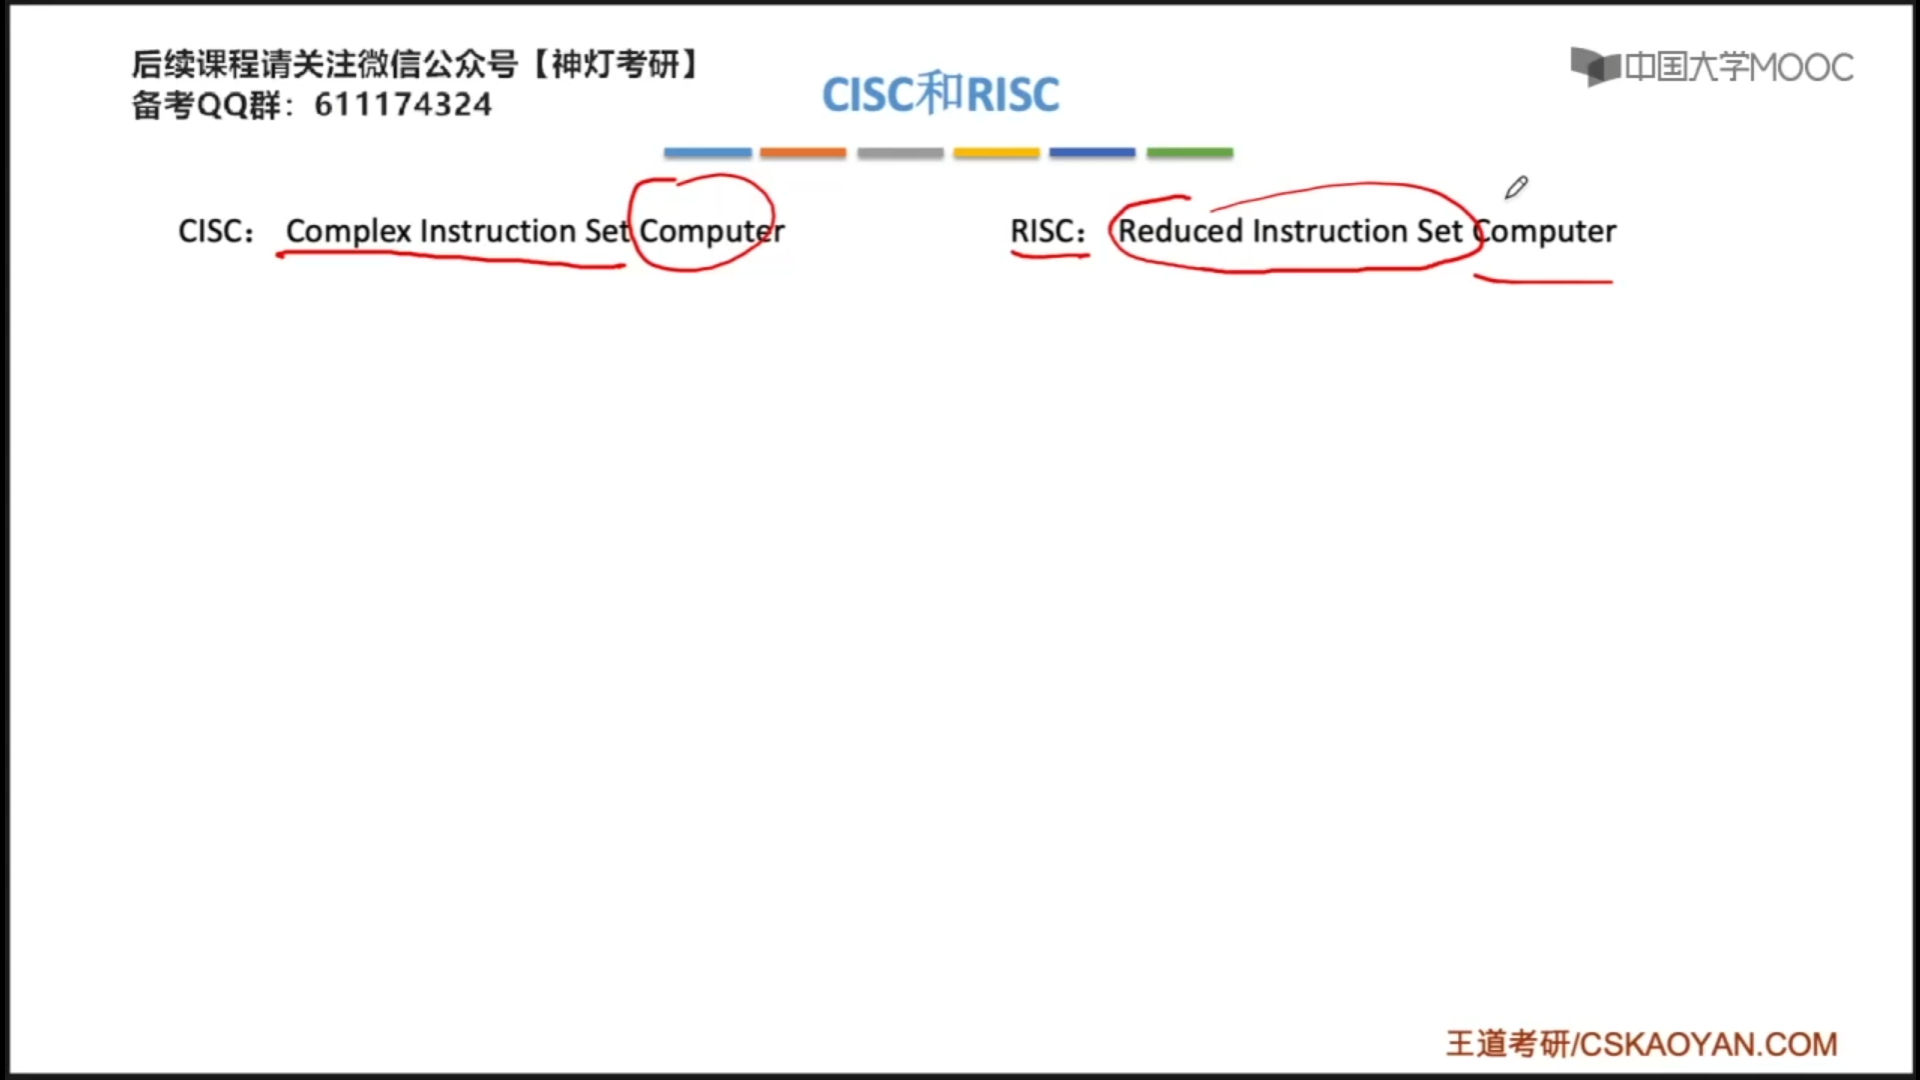 后续课程请关注微信公众号【神灯考研】
备考QQ群：611174324
CISC和RISC
中国大学MOOC
CISC： Complex Instruction Set Computer
RISC： Reduced Instruction Set Computer
王道考研/CSKAOYAN.COM